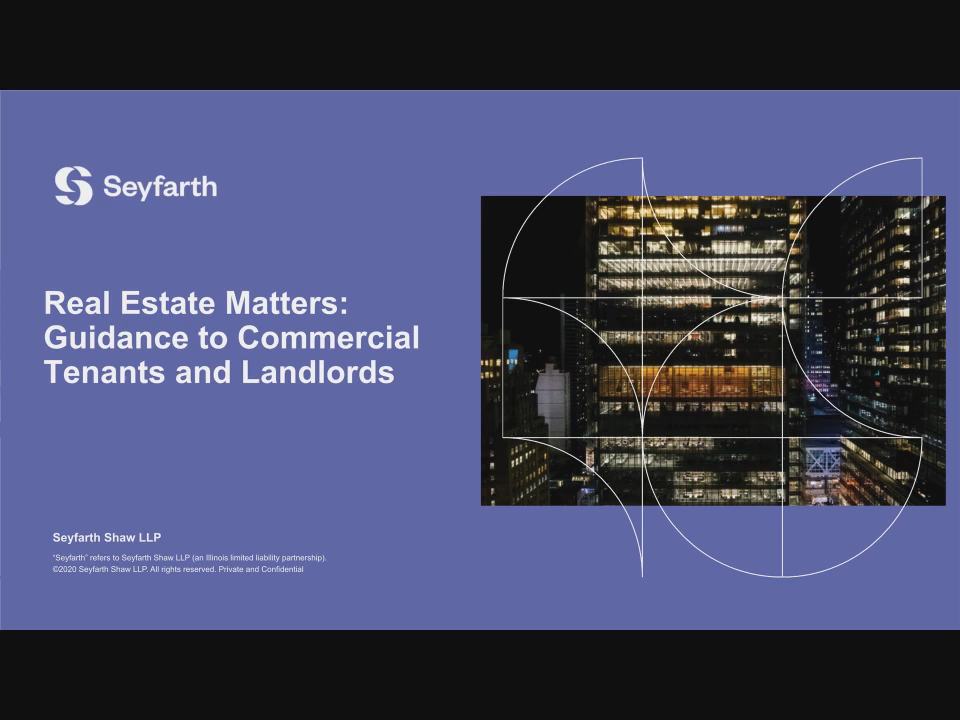 Seyfarth
Real Estate Matters:
Guidance to Commercial
Tenants and Landlords
Seyfarth Shaw LLP
“Seyfarth” refers to Seyfarth Shaw LLP (an Illinois limited liability partnership).
©2020 Seyfarth Shaw LLP. All rights reserved. Private and Confidential